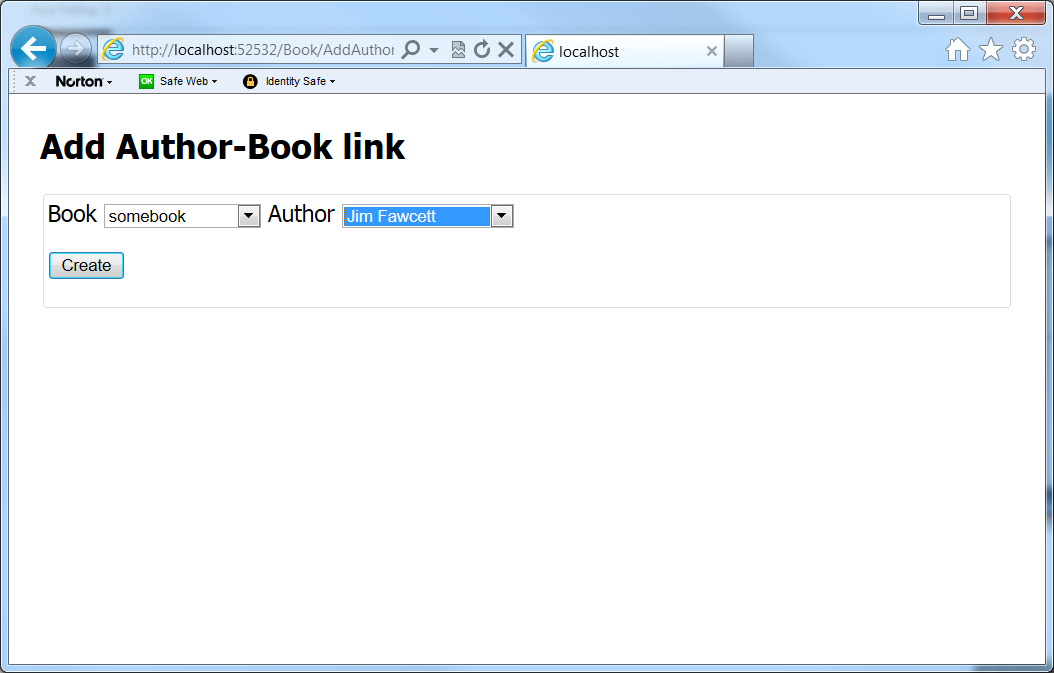 http://localhost:52532/Book/AddAuthor
localhost
Norton
OK Safe Web
Identity Safe
Add Author-Book link
Book somebook Author Jim Fawcett
Create